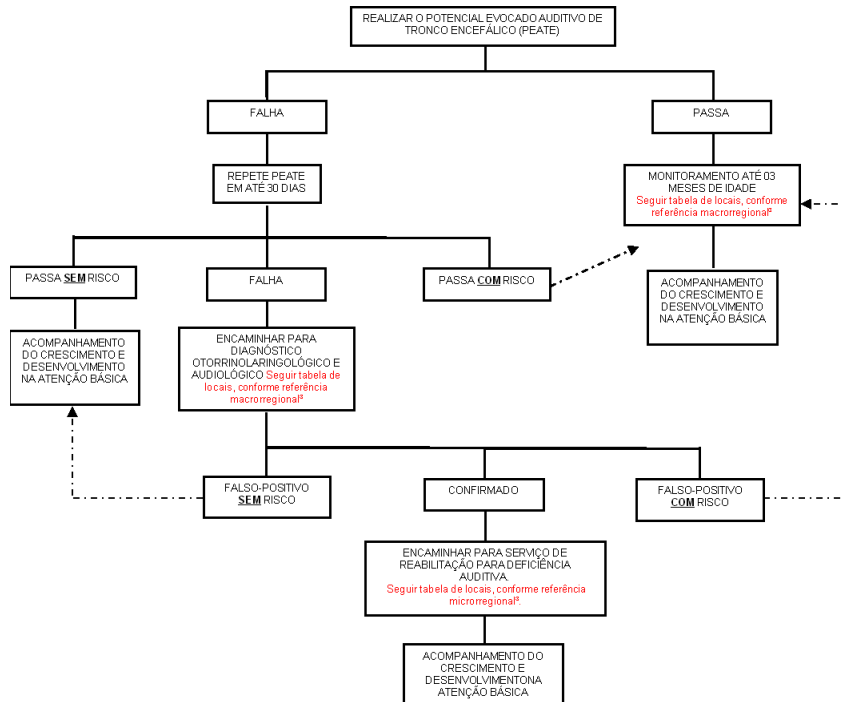 REALIZAR O POTENCIAL EVOCADO AUDITIVO DE
TRONCO ENCEFÁLICO (PEATE)
FALHA
PASSA
REPETE PEATE
EM ATÉ 30 DIAS
MONITORAMENTO ATÉ 03
MESES DE IDADE
Seguir tabela de locais, conforme
referência macrorregional⁸
PASSA SEM RISCO
FALHA
PASSA COM RISCO
ACOMPANHAMENTO
DO CRESCIMENTO E
DESENVOLVIMENTO
NA ATENÇÃO BÁSICA
ENCAMINHAR PARA
DIAGNÓSTICO
OTORRINOLARINGOLÓGICO E
AUDIOLÓGICO Seguir tabela de
locais, conforme referência
macrorregional⁸
ACOMPANHAMENTO
DO CRESCIMENTO E
DESENVOLVIMENTO
NA ATENÇÃO BÁSICA
FALSO-POSITIVO
SEM RISCO
CONFIRMADO
FALSO-POSITIVO
COM RISCO
ENCAMINHAR PARA SERVIÇO DE
REABILITAÇÃO PARA DEFICIÊNCIA
AUDITIVA.
Seguir tabela de locais, conforme referência
microrregional⁸.
ACOMPANHAMENTO DO
CRESCIMENTO E
DESENVOLVIMENTONA
ATENÇÃO BÁSICA